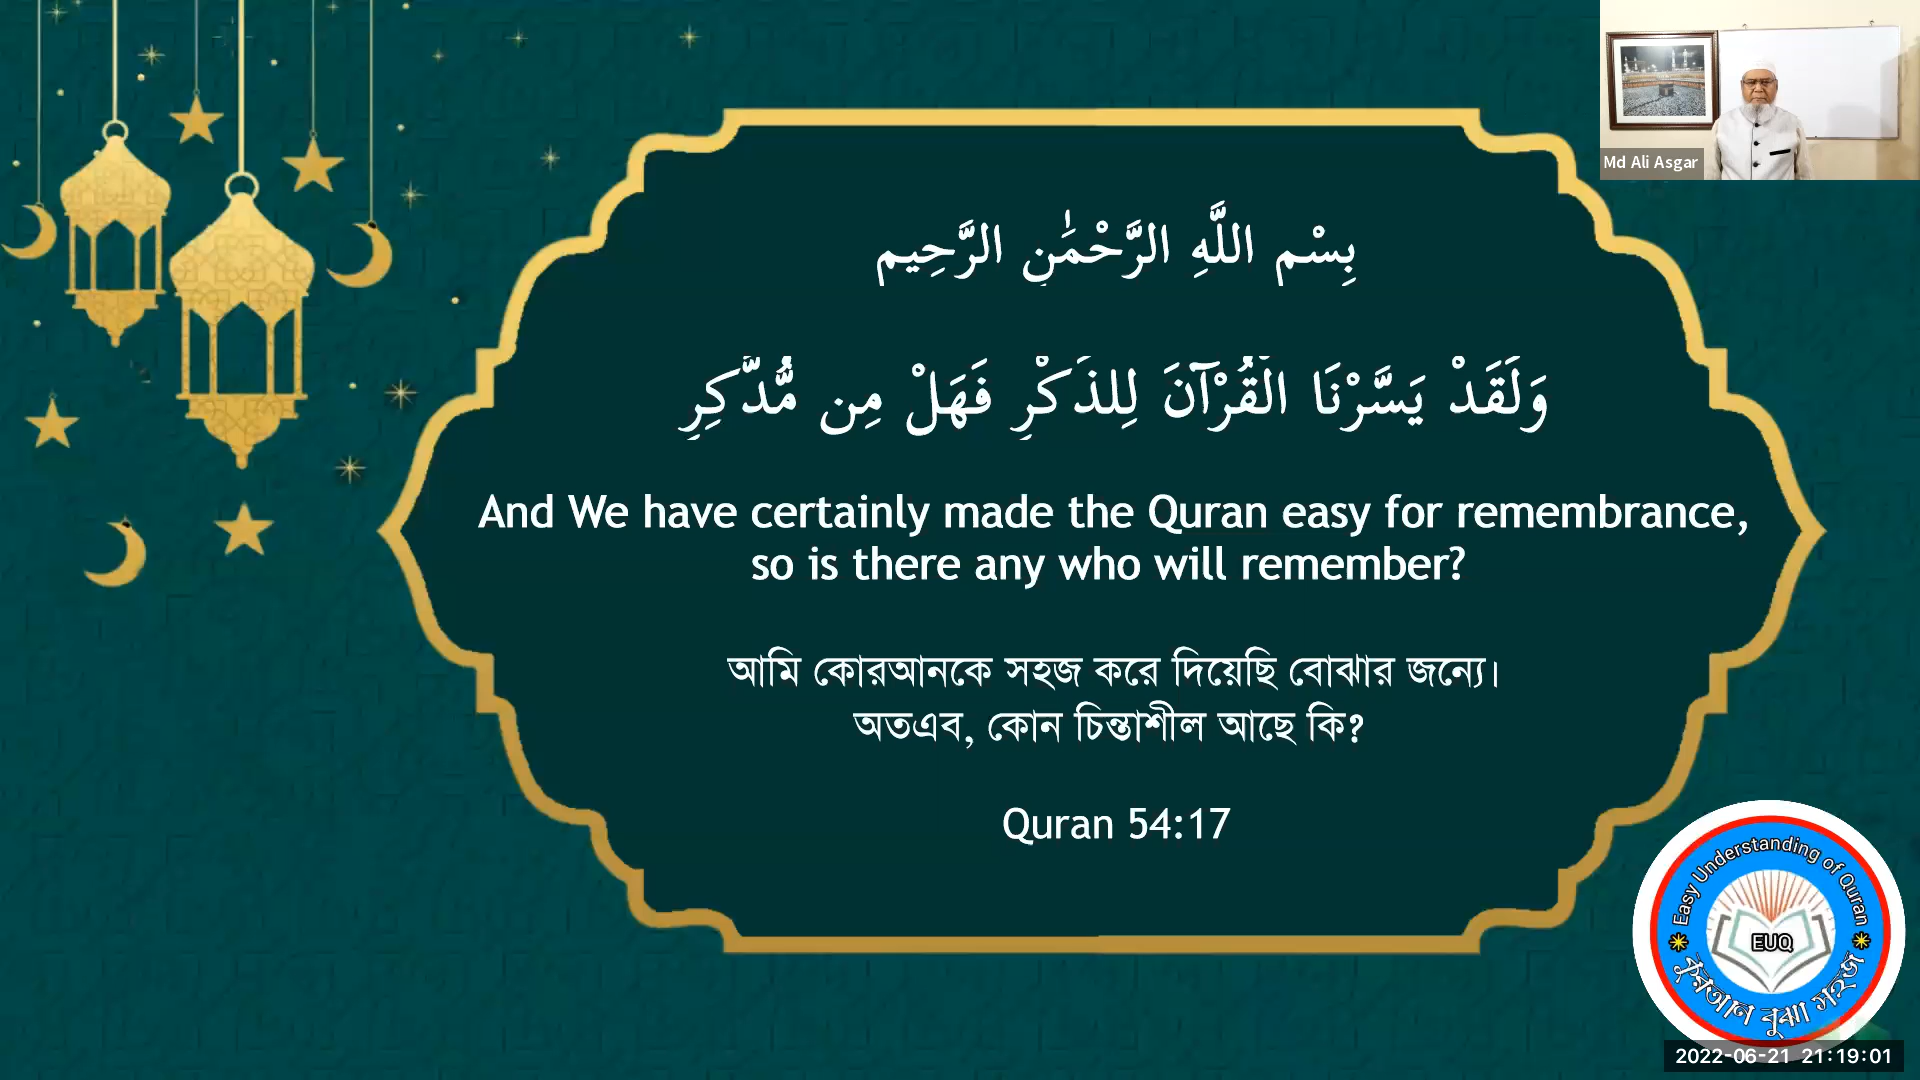 Md Ali Asgar
بِسْمِ اللَّهِ الرَّحْمَٰنِ الرَّحِيمِ
وَلَقَدْ يَسَّرْنَا الْقُرْآنَ لِلذِّكْرِ فَهَلْ مِن مُّدَّكِرٍ
And We have certainly made the Quran easy for remembrance,
so is there any who will remember?
আমি কোরআনকে সহজ করে দিয়েছি বোঝার জন্যে।
অতএব, কোন চিন্তাশীল আছে কি?
Quran 54:17
Easy Understanding of Quran
EUQ
কুরআন বুঝা সহজ
2022-06-21 21:19:01